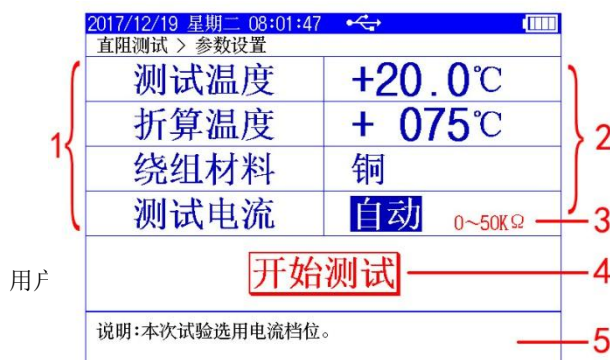 2017/12/19 星期二 08:01:47
直阻测试 > 参数设置
测试温度 +20.0℃
折算温度 + 075℃
绕组材料 铜
测试电流 自动 0~50KΩ
开始测试
说明:本次试验选用电流档位。
1
2
3
4
5
用户